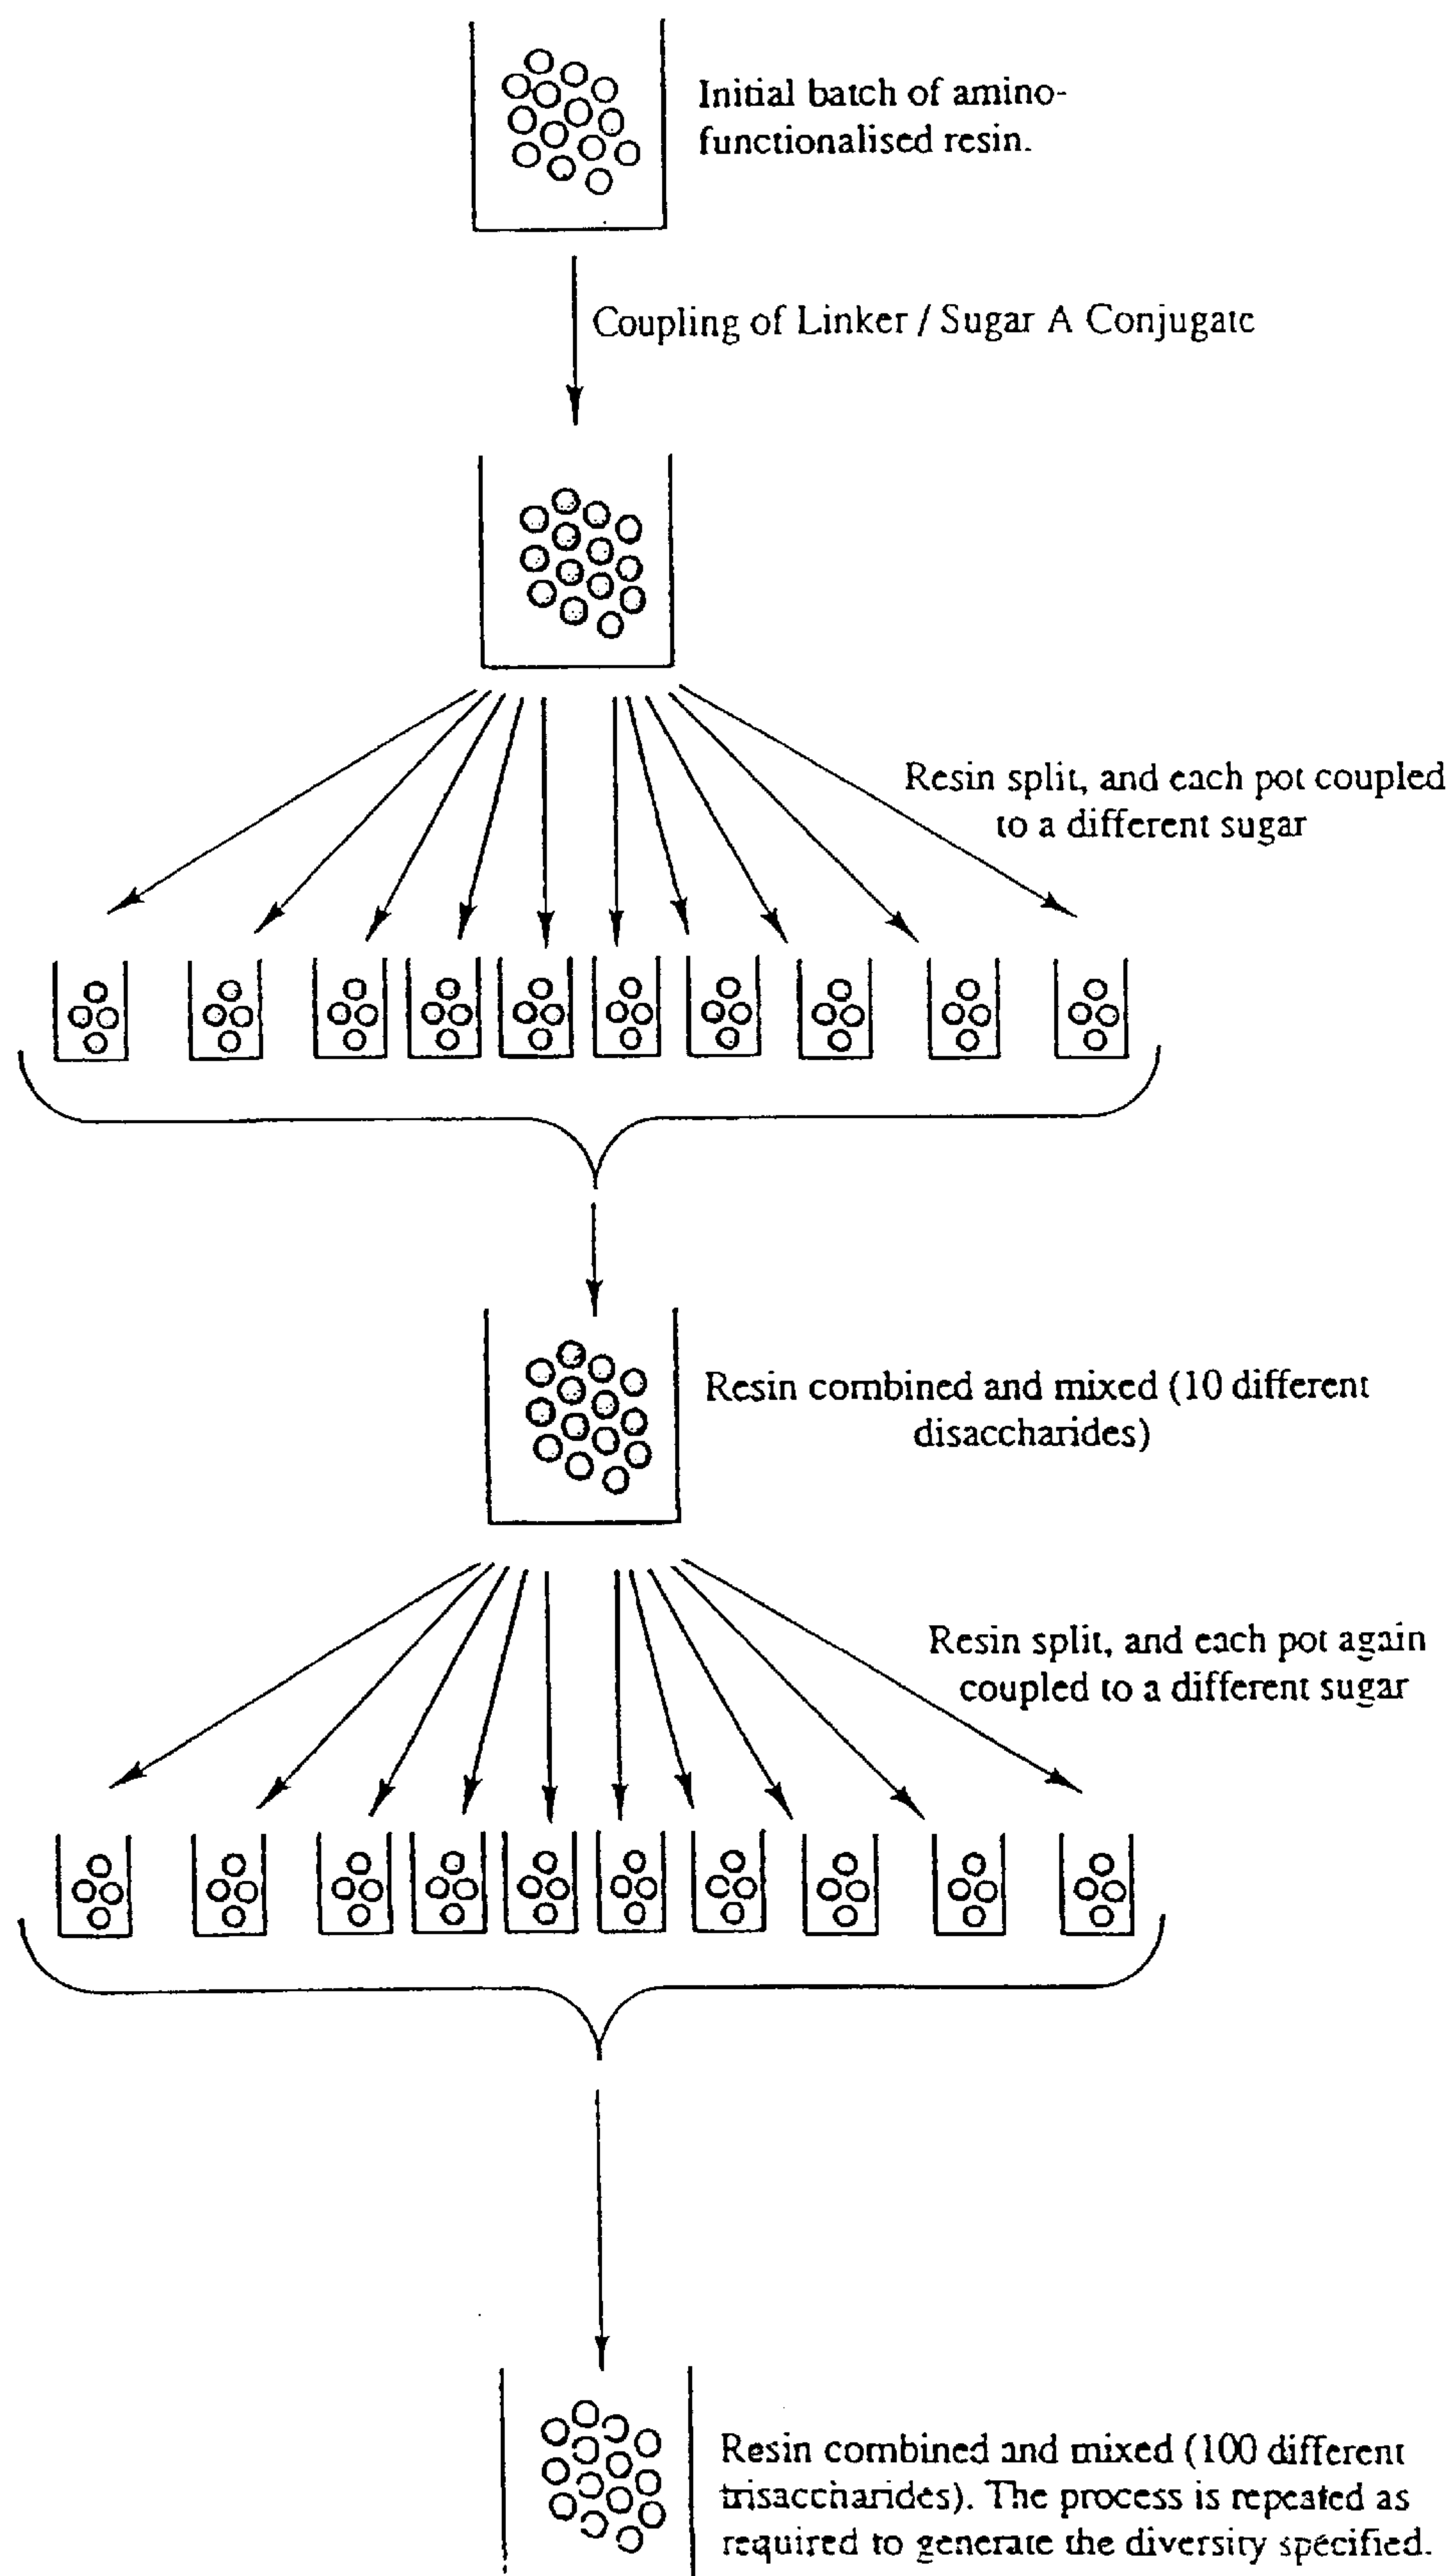 Initial batch of amino-
functionalised resin.
Coupling of Linker / Sugar A Conjugate
Resin split, and each pot coupled
to a different sugar
Resin combined and mixed (10 different
disaccharides)
Resin split, and each pot again
coupled to a different sugar
Resin combined and mixed (100 different
trisaccharides). The process is repeated as
required to generate the diversity specified.